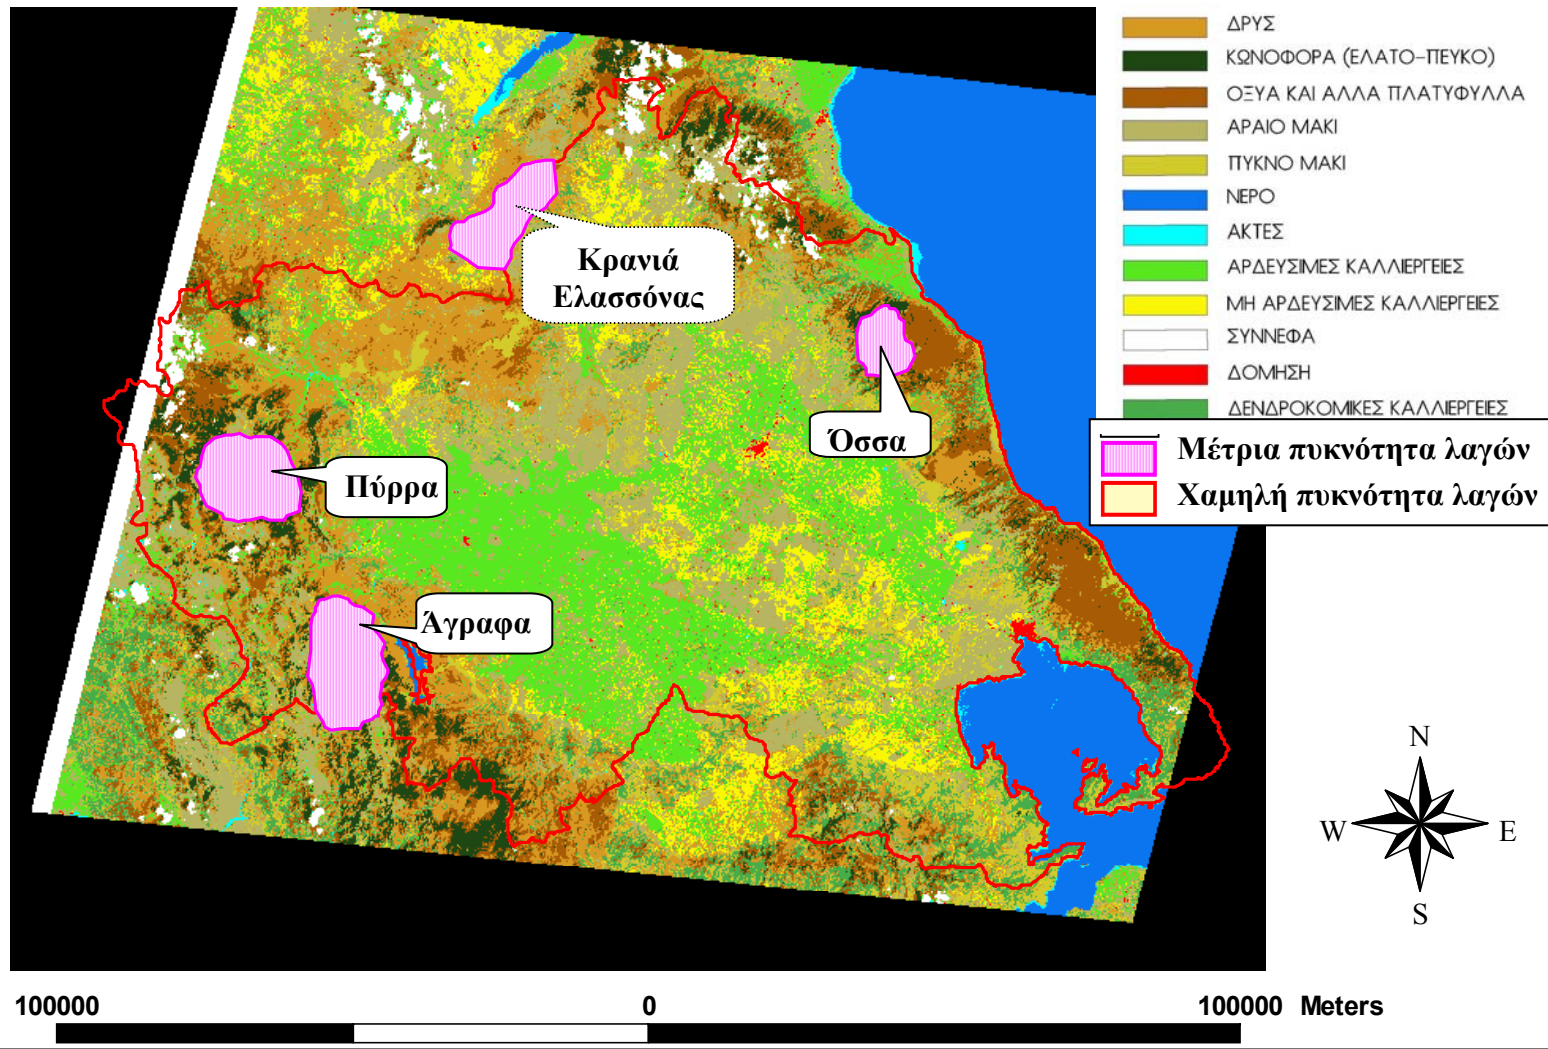 ΔΡΥΣ
ΚΩΝΟΦΟΡΑ (ΕΛΑΤΟ-ΠΕΥΚΟ)
ΟΞΥΑ ΚΑΙ ΑΛΛΑ ΠΛΑΤΥΦΥΛΛΑ
ΑΡΑΙΟ ΜΑΚΙ
ΠΥΚΝΟ ΜΑΚΙ
ΝΕΡΟ
ΑΚΤΕΣ
ΑΡΔΕΥΣΙΜΕΣ ΚΑΛΛΙΕΡΓΕΙΕΣ
ΜΗ ΑΡΔΕΥΣΙΜΕΣ ΚΑΛΛΙΕΡΓΕΙΕΣ
ΣΥΝΝΕΦΑ
ΔΟΜΗΣΗ
ΔΕΝΔΡΟΚΟΜΙΚΕΣ ΚΑΛΛΙΕΡΓΕΙΕΣ
Μέτρια πυκνότητα λαγών
Χαμηλή πυκνότητα λαγών
Κρανιά
Ελασσόνας
Όσσα
Πύρρα
Άγραφα
N
W E
S
100000 0 100000 Meters